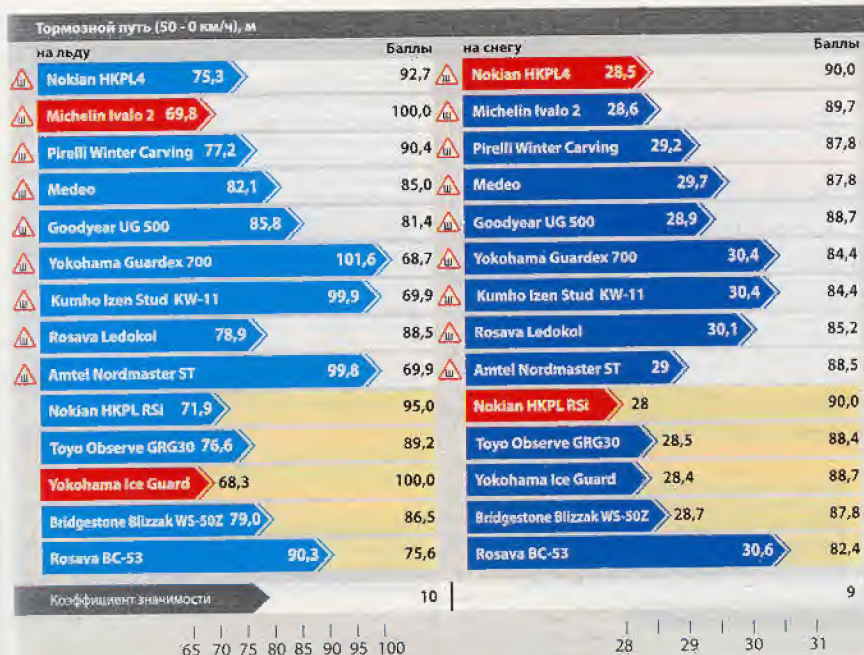 Тормозной путь (50 - 0 км/ч), м
на льду Баллы на снегу Баллы
Ш Nokian HKPL4 75,3 92,7 Ш Nokian HKPL4 28,5 90,0
Ш Michelin Ivalo 2 69,8 100,0 Ш Michelin Ivalo 2 28,6 89,7
Ш Pirelli Winter Carving 77,2 90,4 Ш Pirelli Winter Carving 29,2 87,8
Ш Medeo 82,1 85,0 Ш Medeo 29,7 87,8
Ш Goodyear UG 500 85,8 81,4 Ш Goodyear UG 500 28,9 88,7
Ш Yokohama Guardex 700 101,6 68,7 Ш Yokohama Guardex 700 30,4 84,4
Ш Kumho Izen Stud KW-11 99,9 69,9 Ш Kumho Izen Stud KW-11 30,4 84,4
Ш Rosava Ledokol 78,9 88,5 Ш Rosava Ledokol 30,1 85,2
Ш Amtel Nordmaster ST 99,8 69,9 Ш Amtel Nordmaster ST 29 88,5
Nokian HKPL RSi 71,9 95,0 Nokian HKPL RSi 28 90,0
Toyo Observe GRG30 76,6 89,2 Toyo Observe GRG30 28,5 88,4
Yokohama Ice Guard 68,3 100,0 Yokohama Ice Guard 28,4 88,7
Bridgestone Blizzak WS-50Z 79,0 86,5 Bridgestone Blizzak WS-50Z 28,7 87,8
Rosava BC-53 90,3 75,6 Rosava BC-53 30,6 82,4
Коэффициент значимости 10 9
65 70 75 80 85 90 95 100 28 29 30 31